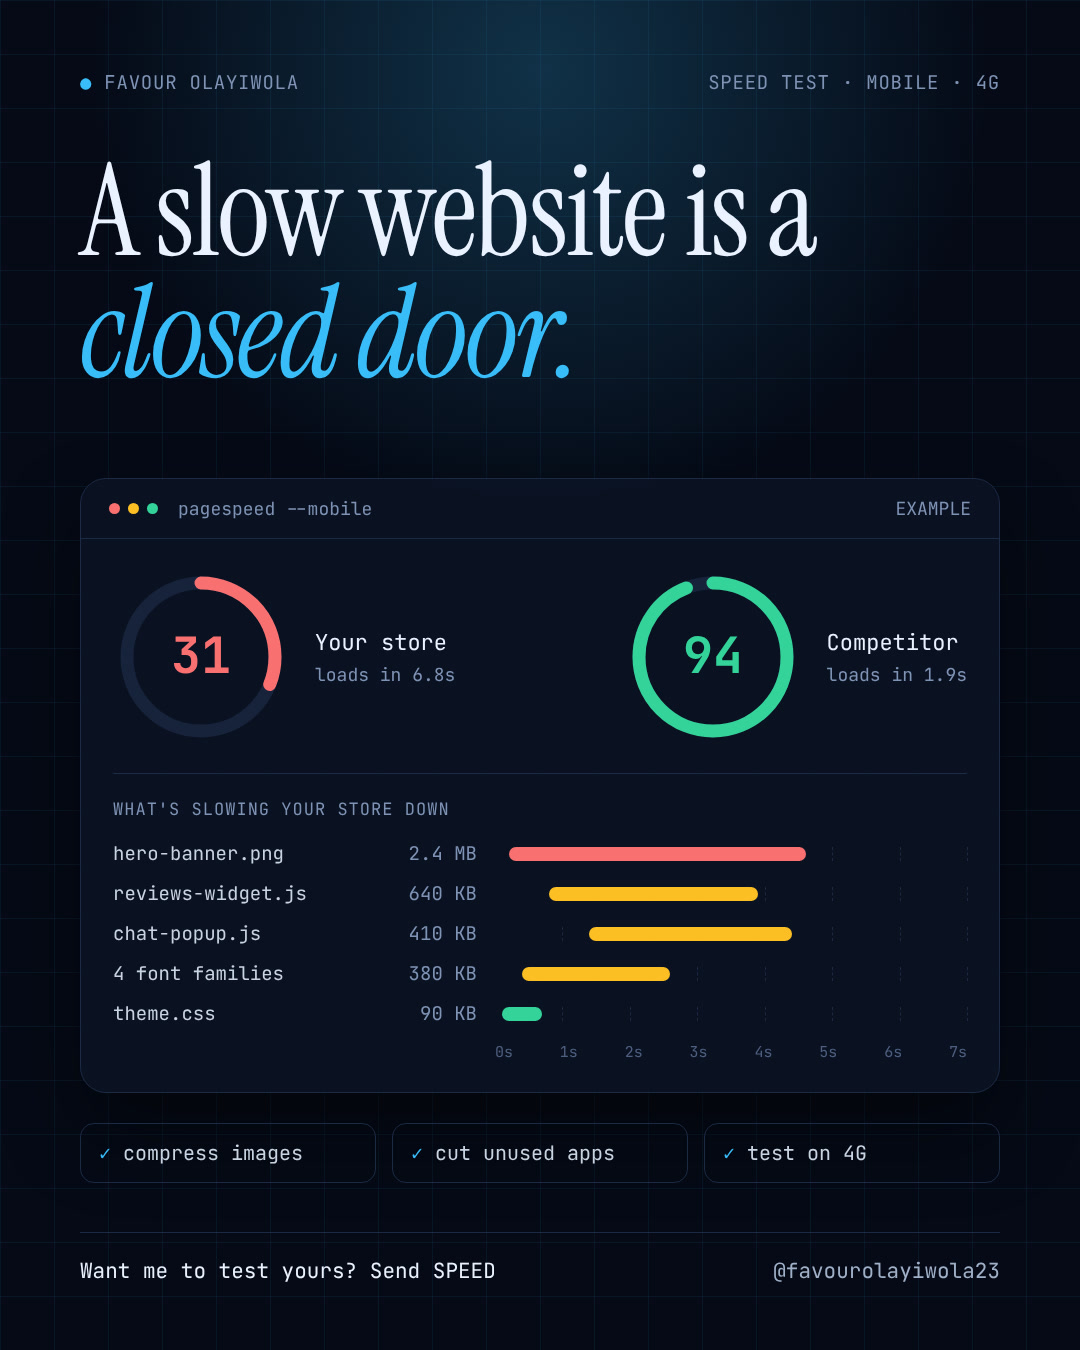 FAVOUR OLAYIWOLA
SPEED TEST · MOBILE · 4G
A slow website is a
closed door.
pagespeed --mobile
EXAMPLE
31
Your store
loads in 6.8s
94
Competitor
loads in 1.9s
WHAT'S SLOWING YOUR STORE DOWN
hero-banner.png 2.4 MB
reviews-widget.js 640 KB
chat-popup.js 410 KB
4 font families 380 KB
theme.css 90 KB
0s 1s 2s 3s 4s 5s 6s 7s
✓ compress images
✓ cut unused apps
✓ test on 4G
Want me to test yours? Send SPEED
@favourolayiwola23